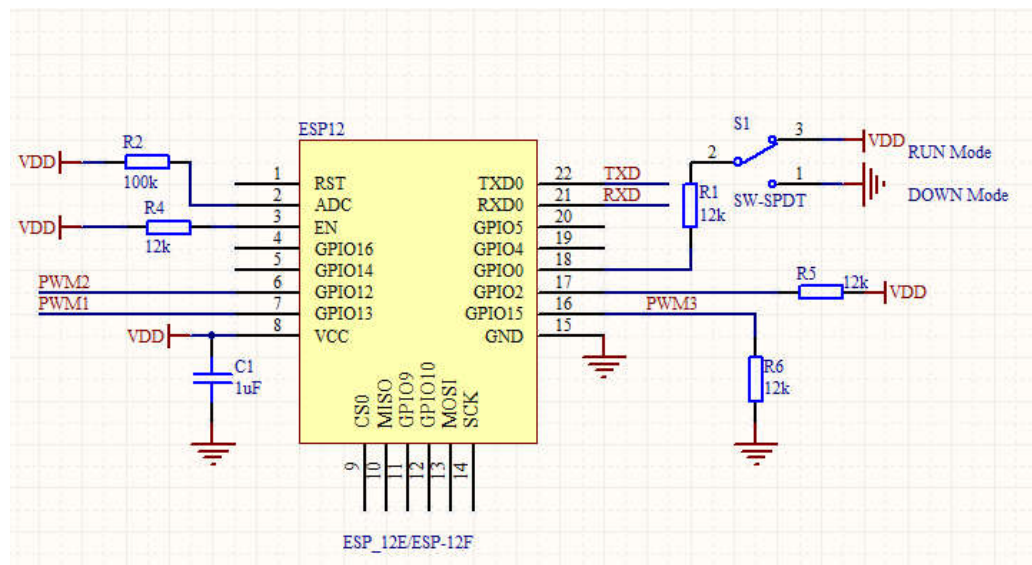 ESP12
R2
VDD
100k
R4
VDD
12k
PWM2
PWM1
VDD
C1
1uF
1 RST
2 ADC
3 EN
4 GPIO16
5 GPIO14
6 GPIO12
7 GPIO13
8 VCC
TXD0 22 TXD
RXD0 21 RXD
GPIO5 20
GPIO4 19
GPIO0 18
GPIO2 17
GPIO15 16 PWM3
GND 15
CS0 9
MISO 10
GPIO9 11
GPIO10 12
MOSI 13
SCK 14
S1
3 VDD RUN Mode
2
1 DOWN Mode
SW-SPDT
R1
12k
R5
12k
VDD
R6
12k
ESP_12E/ESP-12F